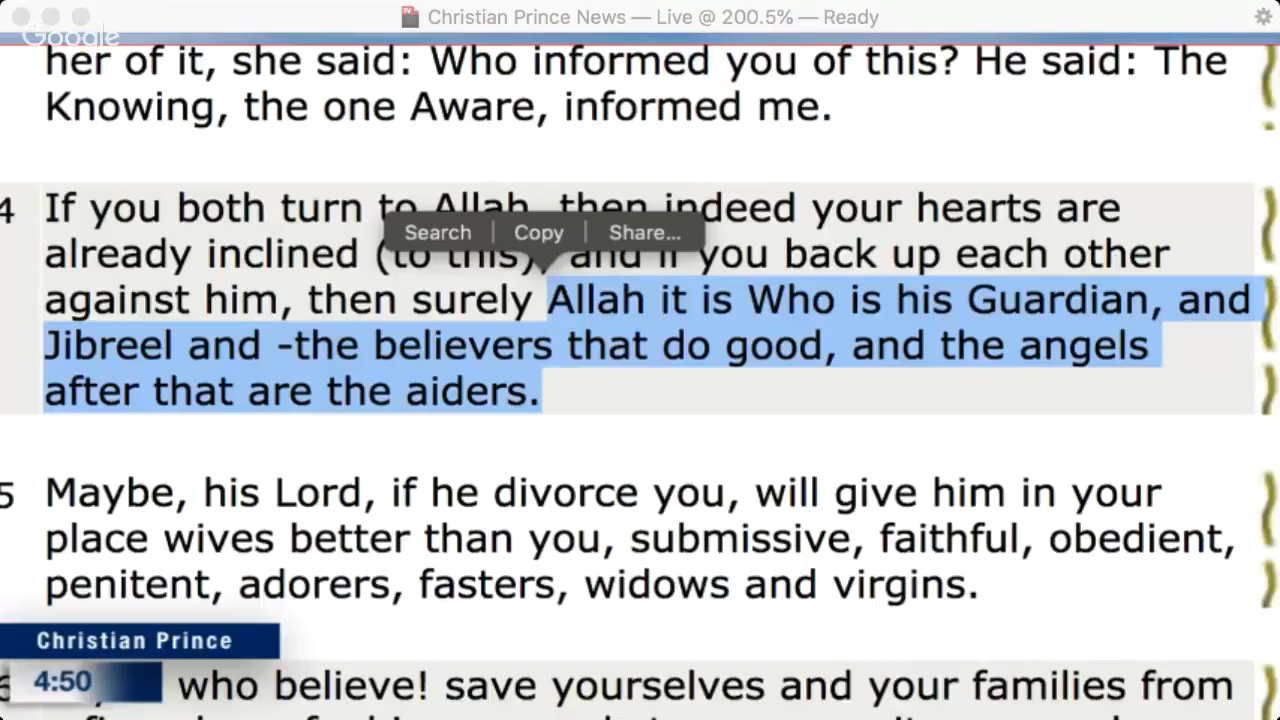 Christian Prince News — Live @ 200.5% — Ready
Google
her of it, she said: Who informed you of this? He said: The
Knowing, the one Aware, informed me.
4 If you both turn to Allah, then indeed your hearts are
Search Copy Share...
already inclined (to this); and if you back up each other
against him, then surely Allah it is Who is his Guardian, and
Jibreel and -the believers that do good, and the angels
after that are the aiders.
5 Maybe, his Lord, if he divorce you, will give him in your
place wives better than you, submissive, faithful, obedient,
penitent, adorers, fasters, widows and virgins.
Christian Prince
4:50
who believe! save yourselves and your families from